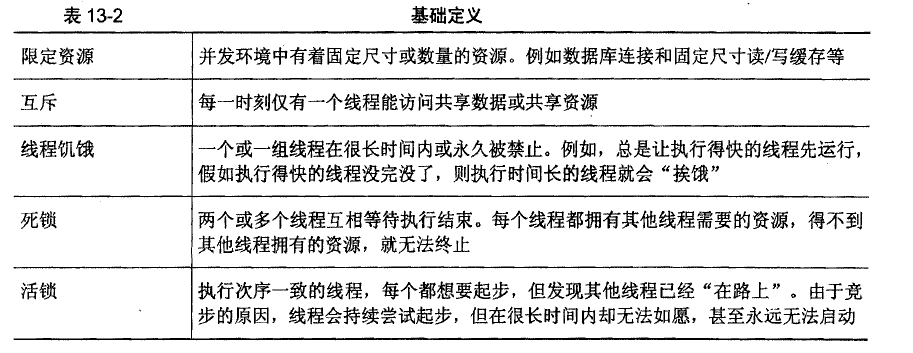 表 13-2 基础定义
限定资源 并发环境中有着固定尺寸或数量的资源。例如数据库连接和固定尺寸读/写缓存等
互斥 每一时刻仅有一个线程能访问共享数据或共享资源
线程饥饿 一个或一组线程在很长时间内或永久被禁止。例如，总是让执行得快的线程先运行，
假如执行得快的线程没完没了，则执行时间长的线程就会“挨饿”
死锁 两个或多个线程互相等待执行结束。每个线程都拥有其他线程需要的资源，得不到
其他线程拥有的资源，就无法终止
活锁 执行次序一致的线程，每个都想要起步，但发现其他线程已经“在路上”。由于竞
步的原因，线程会持续尝试起步，但在很长时间内却无法如愿，甚至永远无法启动